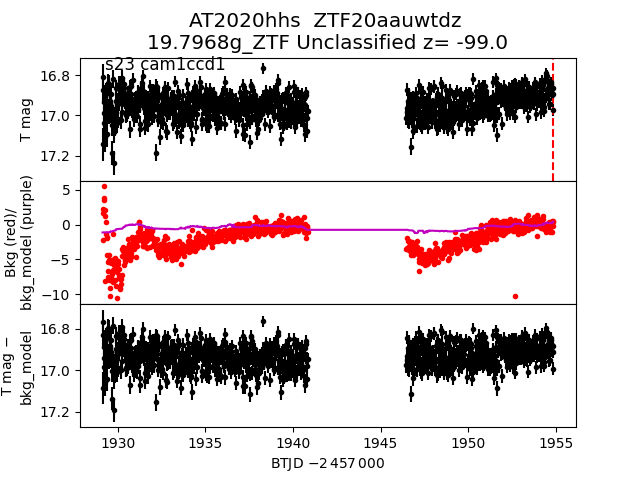 AT2020hhs  ZTF20aauwtdz
19.7968g_ZTF Unclassified z= -99.0
s23 cam1ccd1
T mag
16.8
17.0
17.2
Bkg (red)/
bkg_model (purple)
5
0
−5
−10
T mag −
bkg_model
16.8
17.0
17.2
1930 1935 1940 1945 1950 1955
BTJD −2 457 000